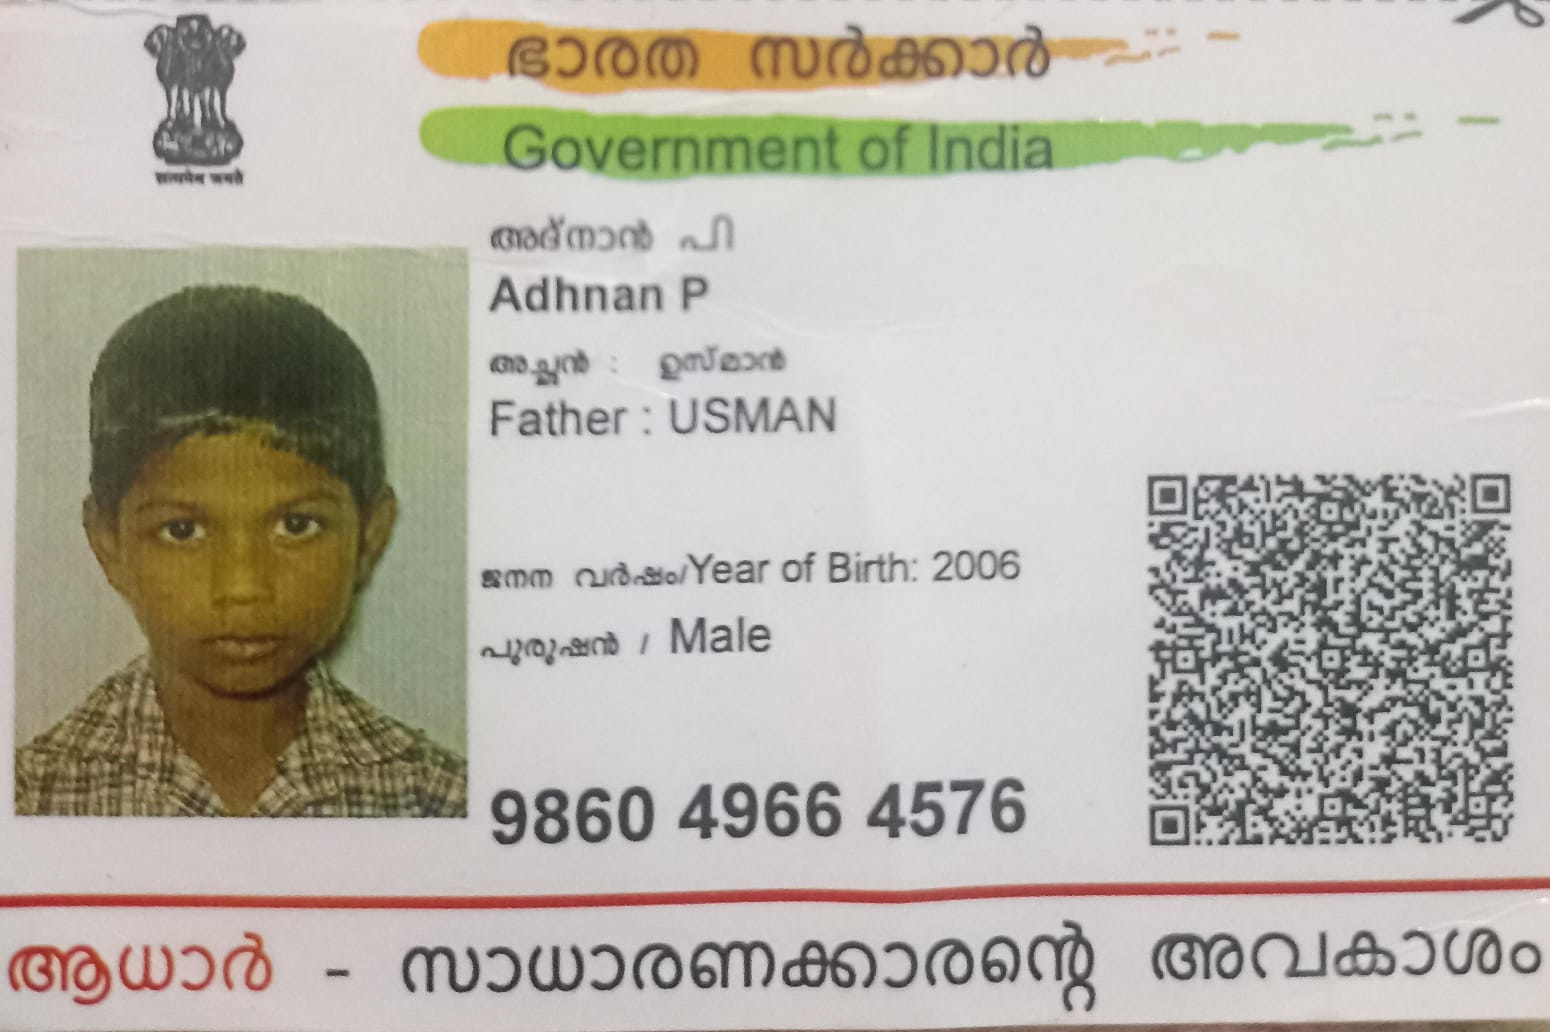 सत्यमेव जयते
ഭാരത സർക്കാർ
Government of India
അദ്നാൻ പി
Adhnan P
അച്ഛൻ : ഉസ്മാൻ
Father : USMAN
ജനന വർഷം/Year of Birth: 2006
പുരുഷൻ / Male
9860 4966 4576
ആധാർ - സാധാരണക്കാരന്റെ അവകാശം